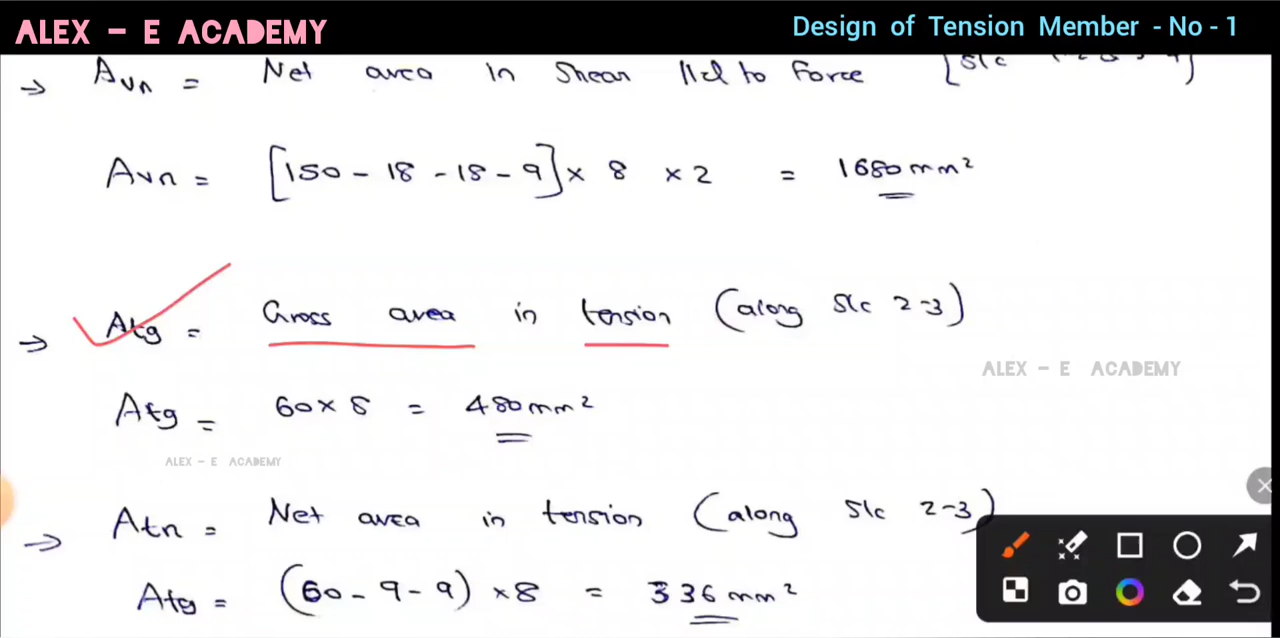 ALEX – E ACADEMY
Design of Tension Member - No - 1
→ Avn = Net area in Shear llel to Force
Avn = [150 - 18 - 18 - 9] × 8 × 2 = 1680 mm²
→ Atg = Gross area in tension (along S/c 2-3)
ALEX – E ACADEMY
Atg = 60 × 8 = 480 mm²
ALEX – E ACADEMY
→ Atn = Net area in tension (along S/c 2-3)
Atg = (60 - 9 - 9) × 8 = 336 mm²